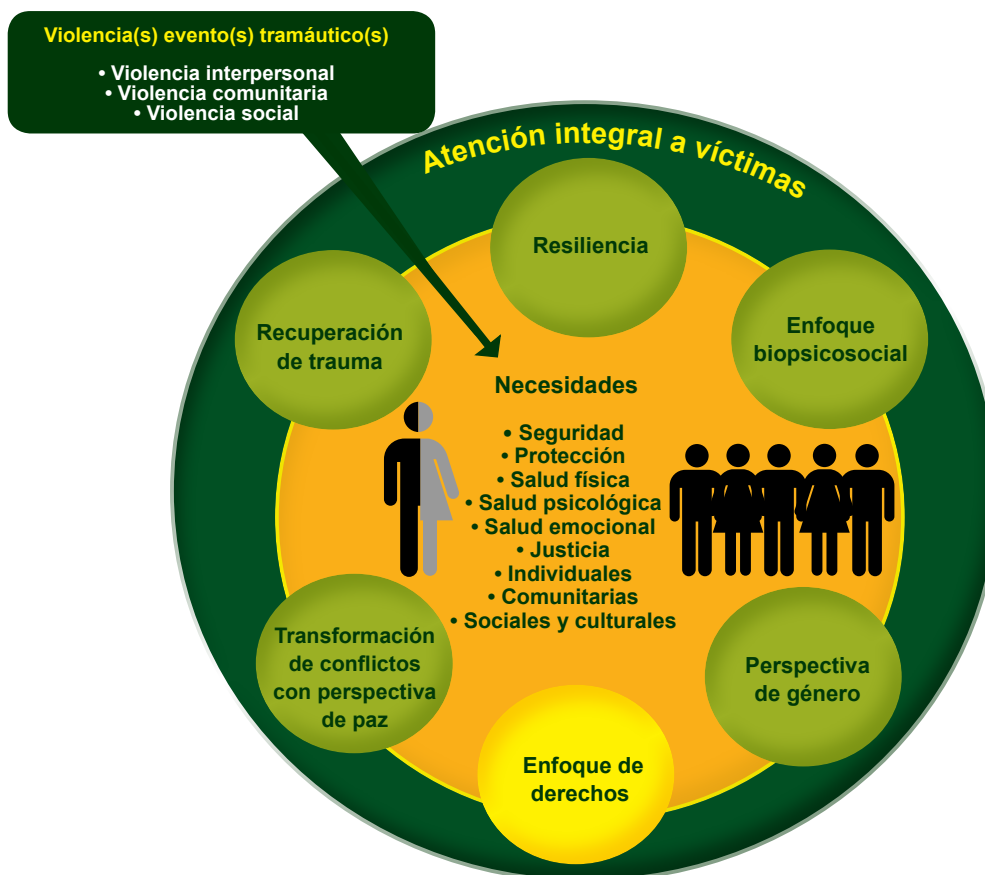 Violencia(s) evento(s) tramáutico(s)
• Violencia interpersonal
• Violencia comunitaria
• Violencia social
Atención integral a víctimas
Resiliencia
Recuperación
de trauma
Enfoque
biopsicosocial
Necesidades
• Seguridad
• Protección
• Salud física
• Salud psicológica
• Salud emocional
• Justicia
• Individuales
• Comunitarias
• Sociales y culturales
Transformación
de conflictos
con perspectiva
de paz
Perspectiva
de género
Enfoque de
derechos